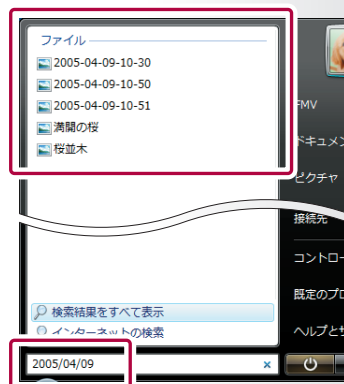 ファイル
2005-04-09-10-30
2005-04-09-10-50
2005-04-09-10-51
満開の桜
桜並木
検索結果をすべて表示
インターネットの検索
2005/04/09
FMV
ドキュメン
ピクチャ
接続先
コントロー
既定のプロ
ヘルプとサ